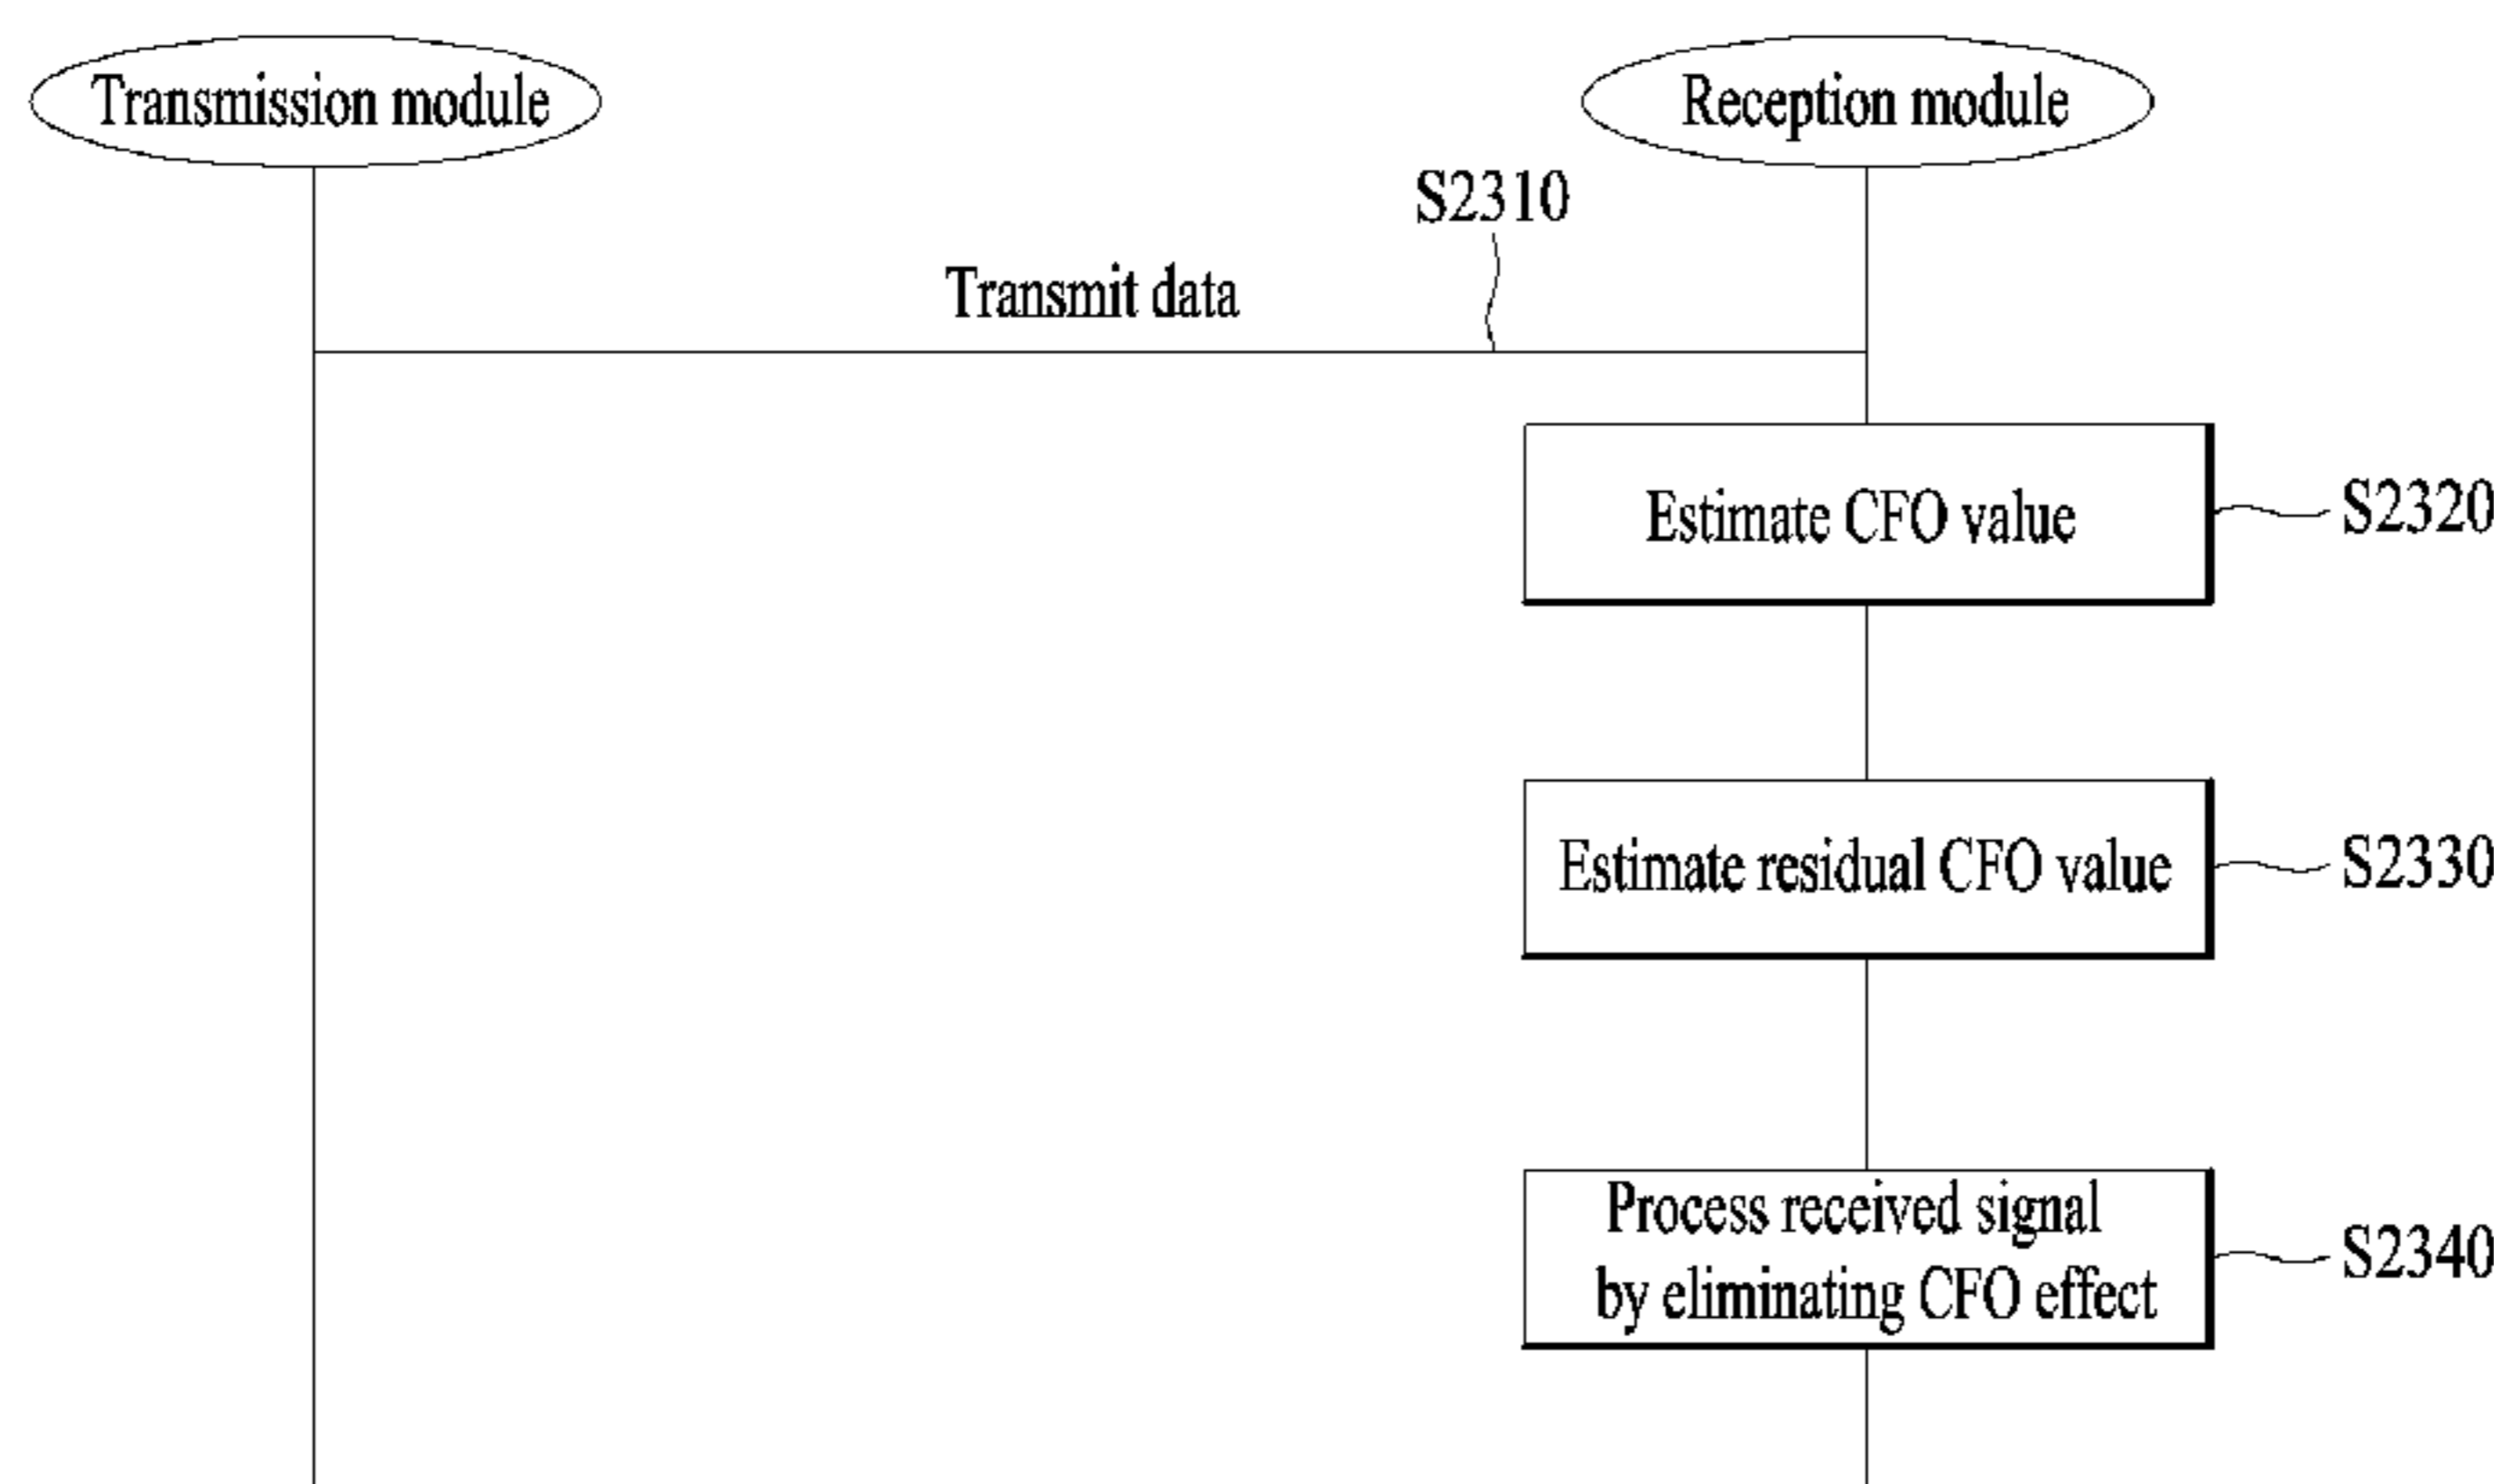 Transmission module
Reception module
S2310
Transmit data
Estimate CFO value
S2320
Estimate residual CFO value
S2330
Process received signal
by eliminating CFO effect
S2340